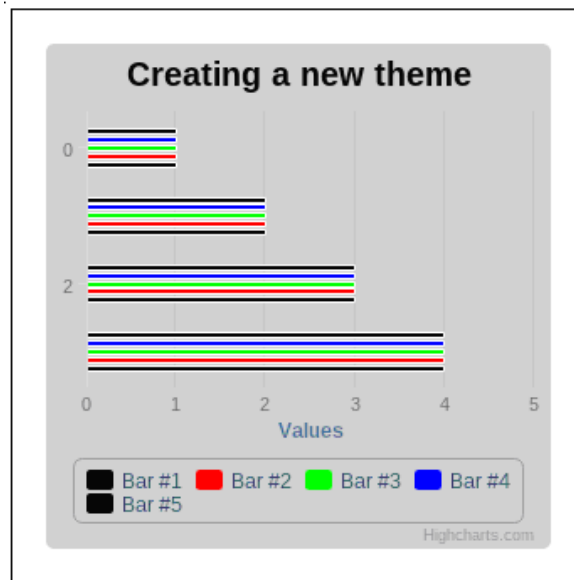 Creating a new theme
0
2
0 1 2 3 4 5
Values
Bar #1 Bar #2 Bar #3 Bar #4
Bar #5
Highcharts.com